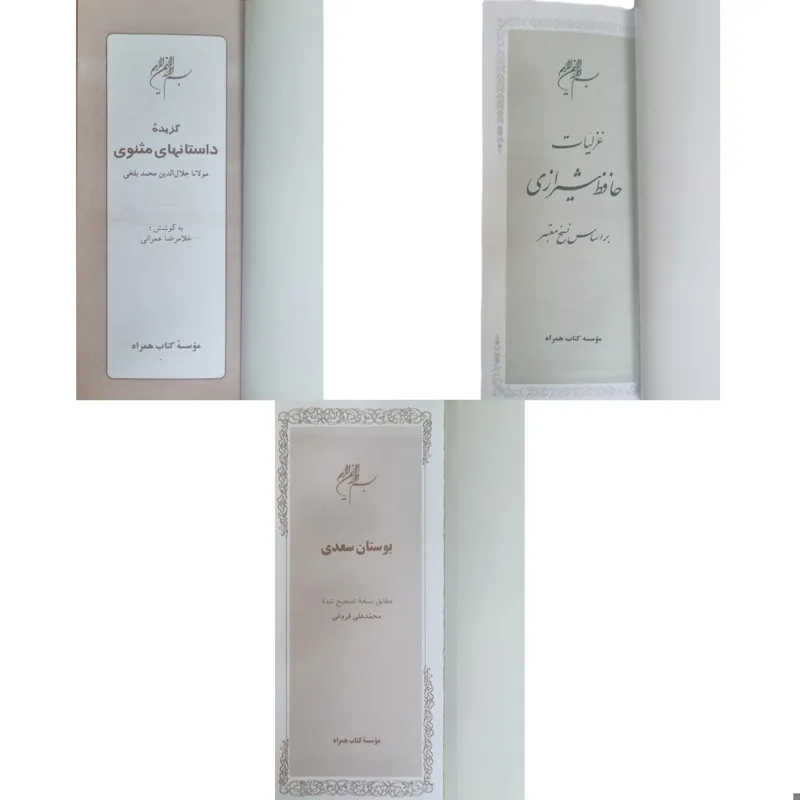 بسم الله الرحمن الرحیم
گزیدهٔ
داستانهای مثنوی
مولانا جلال‌الدین محمد بلخی
به کوشش :
غلامرضا عمرانی
مؤسسهٔ کتاب همراه
بسم الله الرحمن الرحیم
غزلیات
حافظ شیرازی
بر اساس نسخ معتبر
مؤسسه کتاب همراه
بسم الله الرحمن الرحیم
بوستان سعدی
مطابق نسخهٔ تصحیح شدهٔ
محمّدعلی فروغی
مؤسسهٔ کتاب همراه